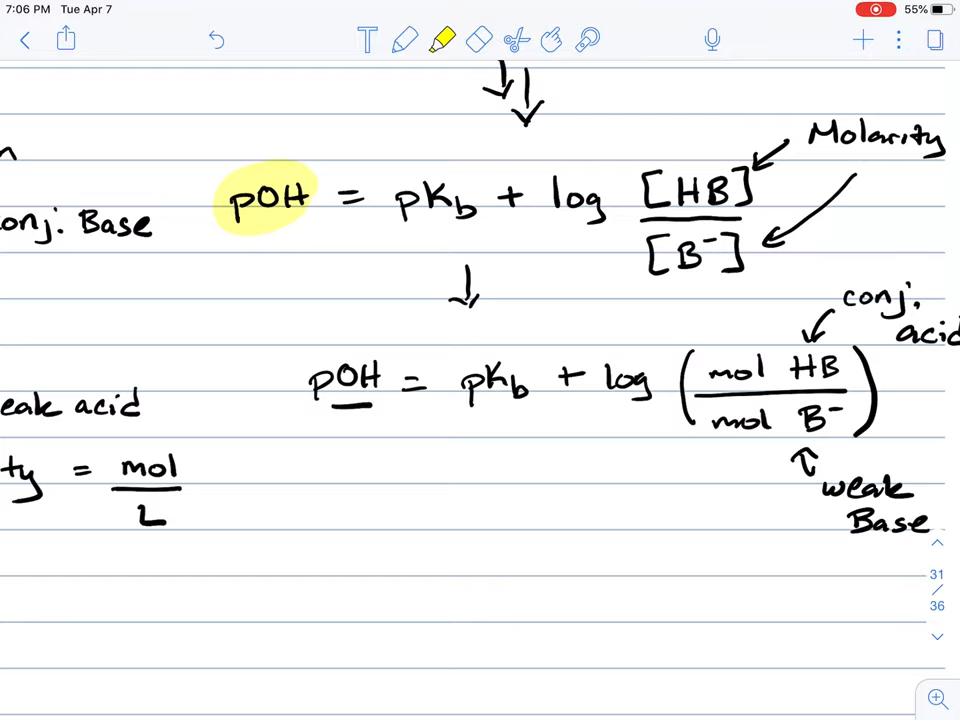 7:06 PM Tue Apr 7
55%
T
Molarity
pOH = pKb + log [HB] / [B⁻]
conj. Base
conj. acid
pOH = pKb + log (mol HB / mol B⁻)
weak Base
eak acid
ty = mol / L
31
/
36